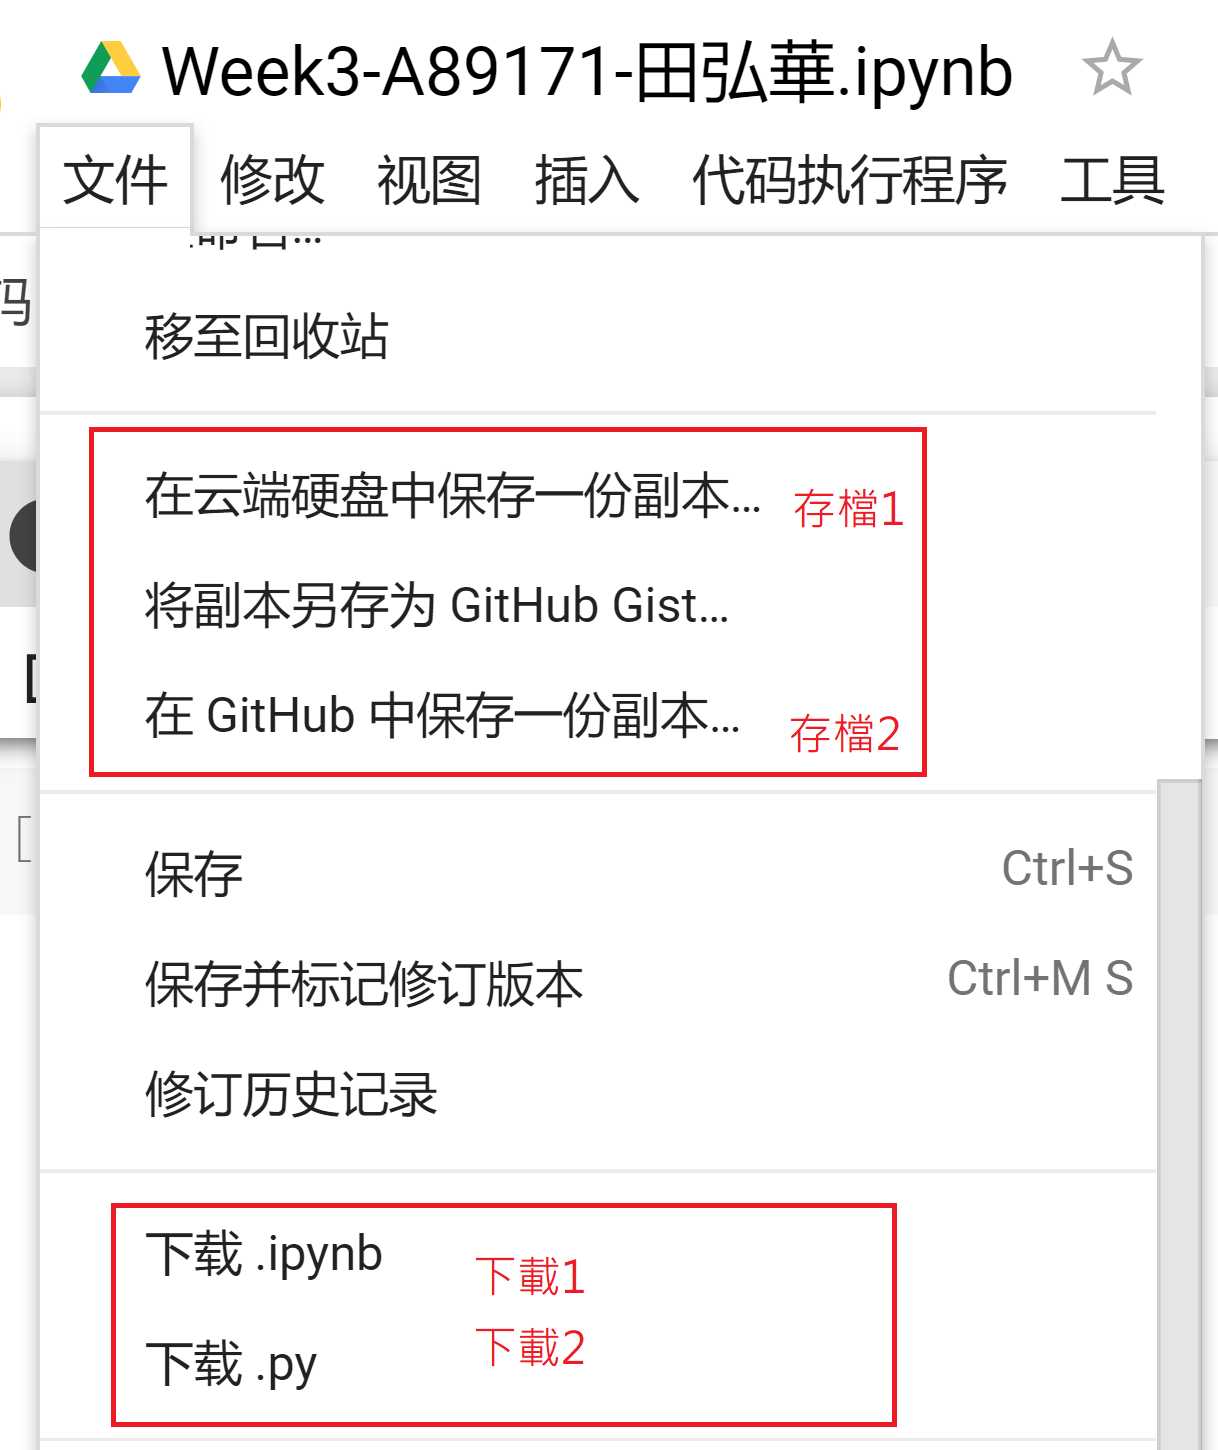 Week3-A89171-田弘華.ipynb
文件 修改 视图 插入 代码执行程序 工具
码
移至回收站
在云端硬盘中保存一份副本... 存檔1
将副本另存为 GitHub Gist...
在 GitHub 中保存一份副本... 存檔2
保存 Ctrl+S
保存并标记修订版本 Ctrl+M S
修订历史记录
下载 .ipynb 下載1
下载 .py 下載2